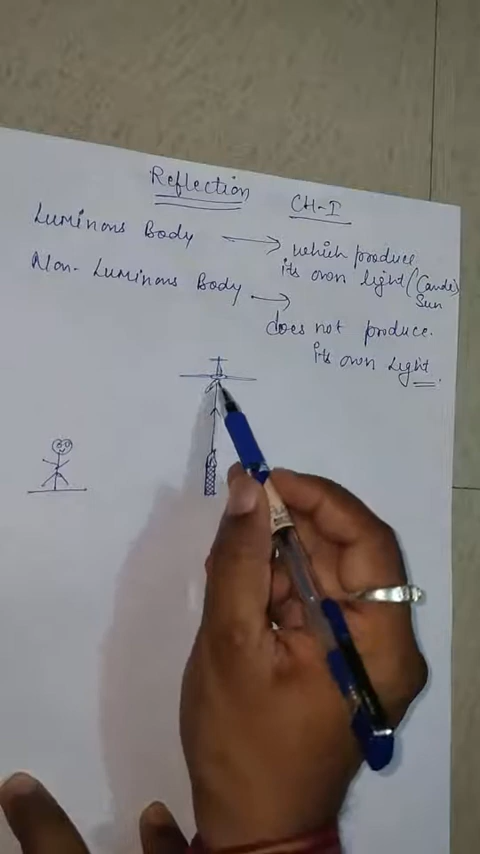 Reflection CH-I
Luminous Body → which produce
its own light (Candle)
Sun
Non-Luminous Body →
does not produce.
its own light.